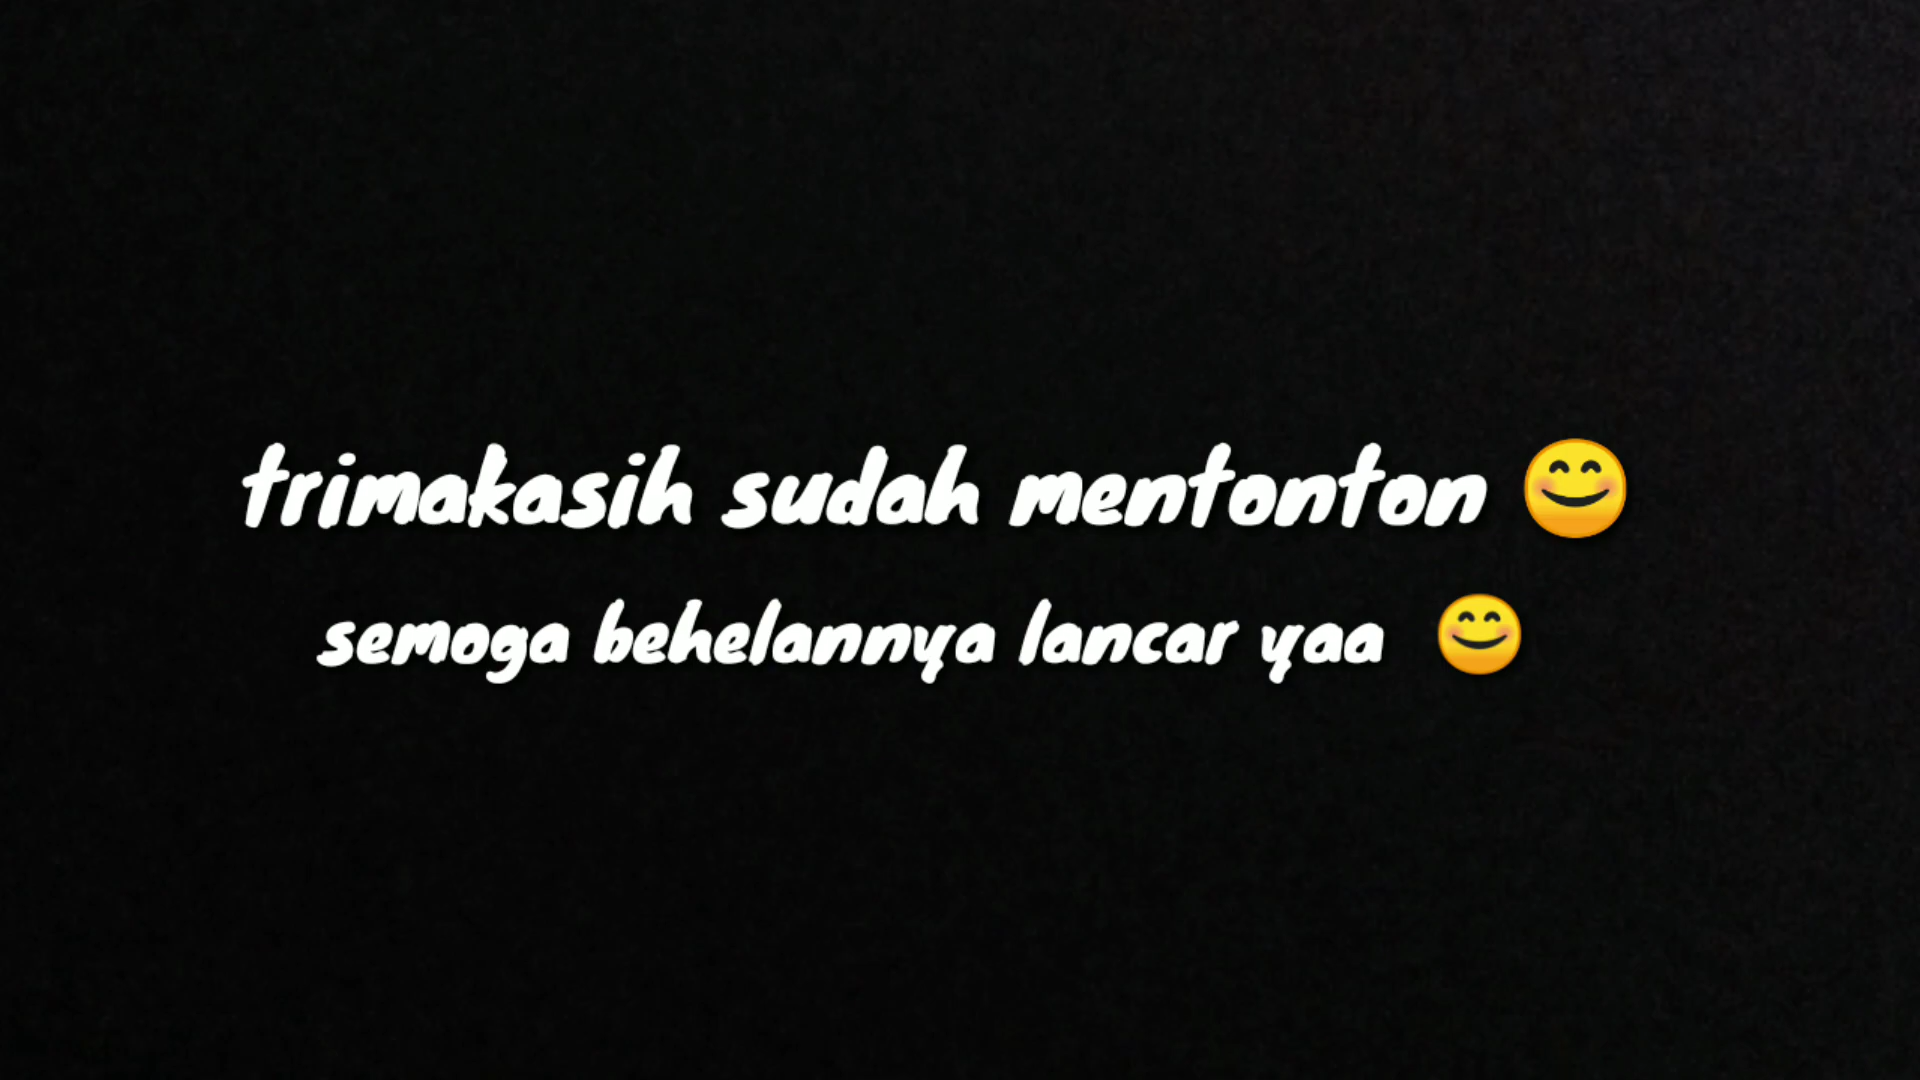 trimakasih sudah mentonton 😊
semoga behelannya lancar yaa 😊